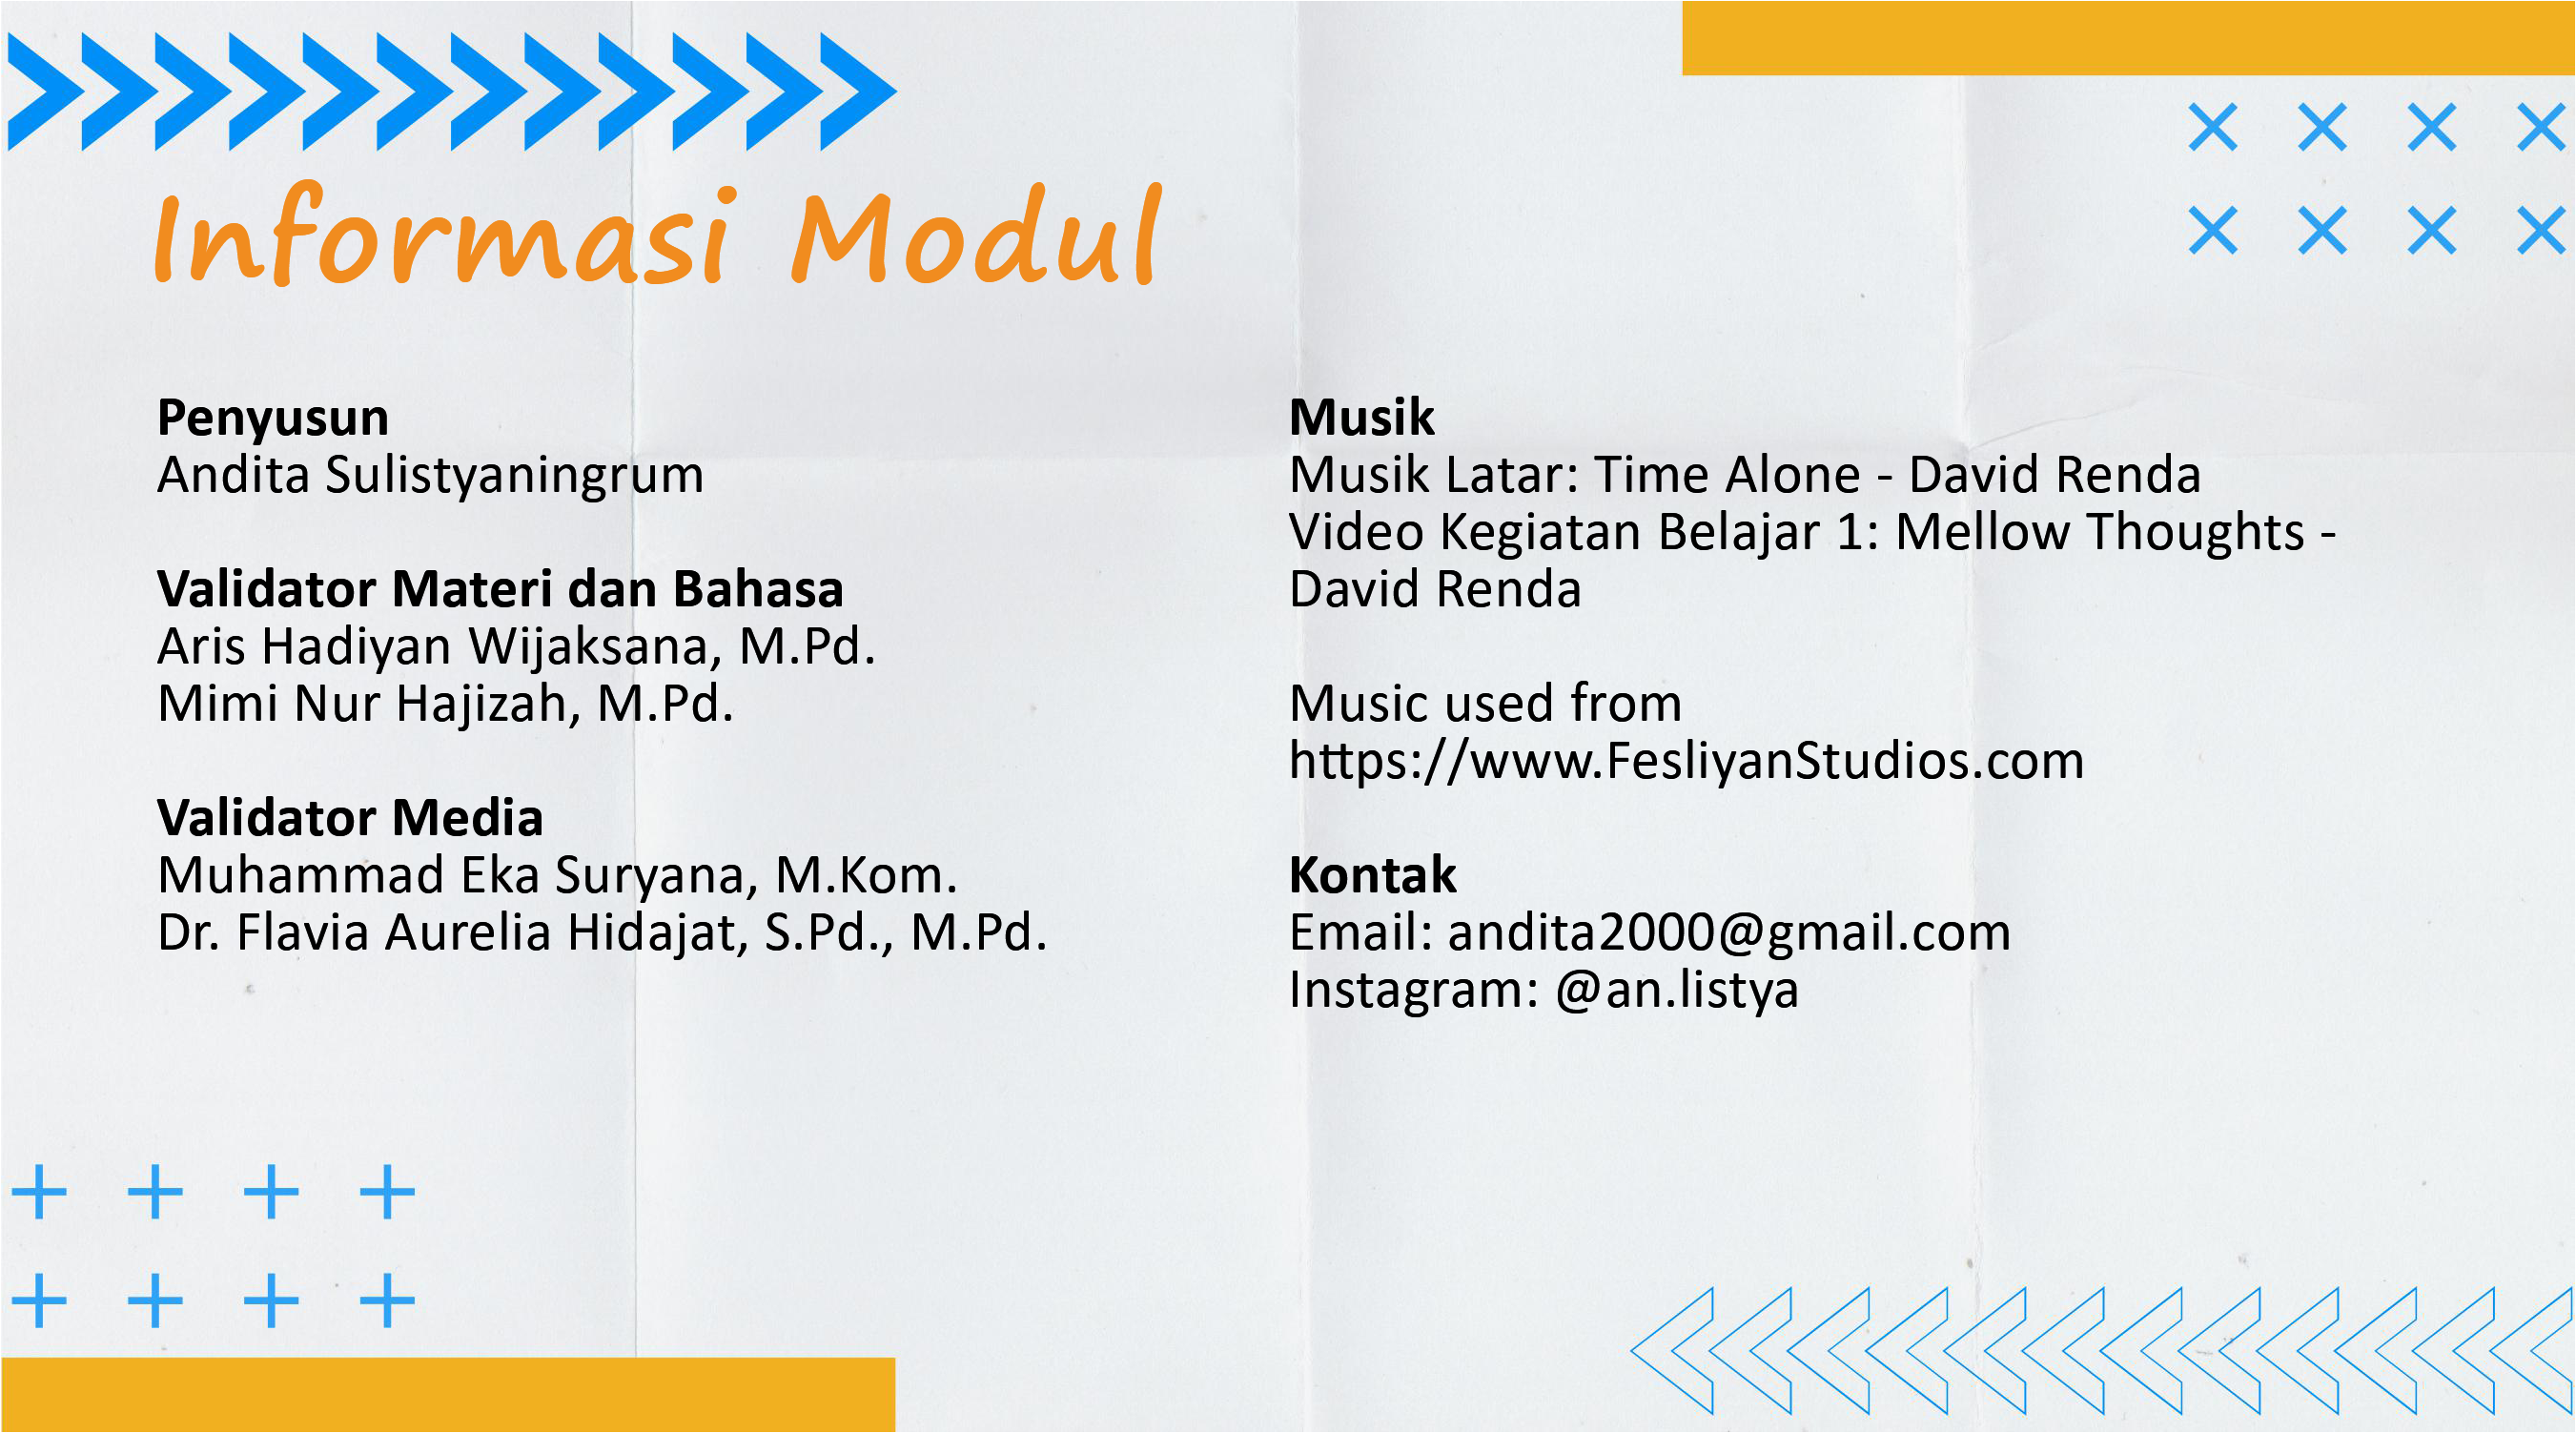 Informasi Modul
Penyusun
Andita Sulistyaningrum
Validator Materi dan Bahasa
Aris Hadiyan Wijaksana, M.Pd.
Mimi Nur Hajizah, M.Pd.
Validator Media
Muhammad Eka Suryana, M.Kom.
Dr. Flavia Aurelia Hidajat, S.Pd., M.Pd.
Musik
Musik Latar: Time Alone - David Renda
Video Kegiatan Belajar 1: Mellow Thoughts -
David Renda
Music used from
https://www.FesliyanStudios.com
Kontak
Email: andita2000@gmail.com
Instagram: @an.listya